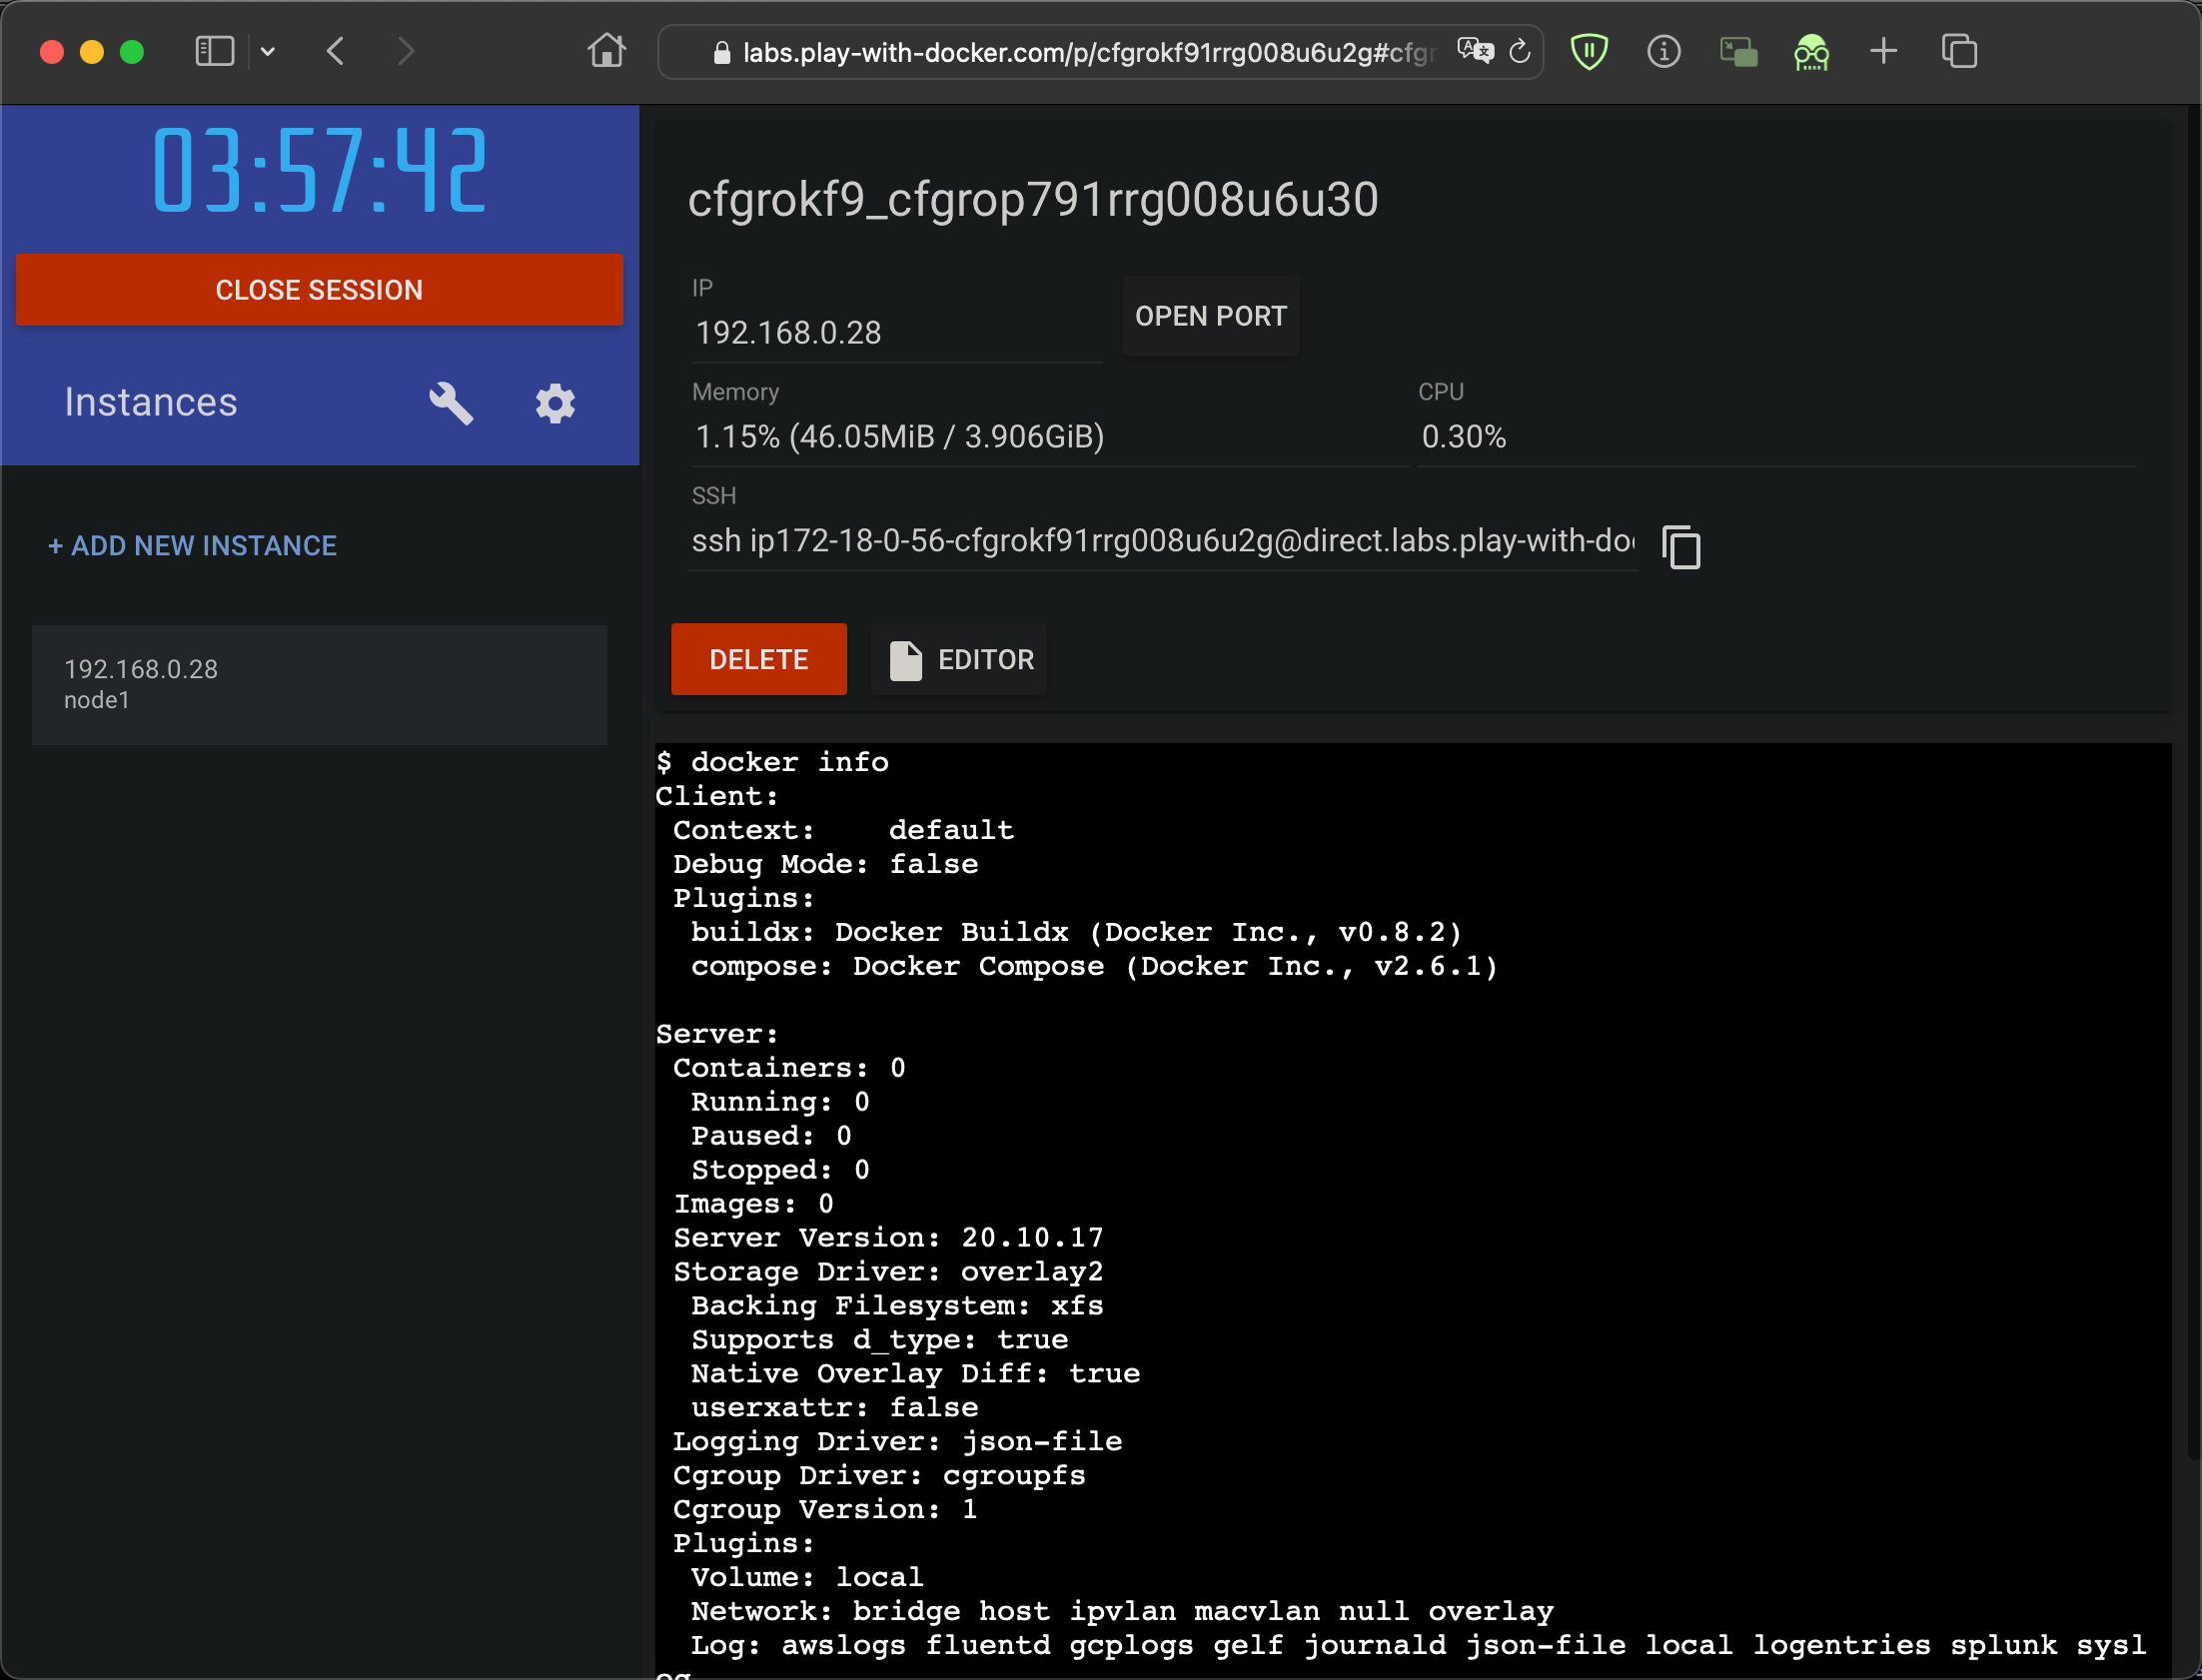 labs.play-with-docker.com/p/cfgrokf91rrg008u6u2g#cfgr
03:57:42
CLOSE SESSION
Instances
+ ADD NEW INSTANCE
192.168.0.28
node1
cfgrokf9_cfgrop791rrg008u6u30
IP
192.168.0.28
OPEN PORT
Memory
1.15% (46.05MiB / 3.906GiB)
CPU
0.30%
SSH
ssh ip172-18-0-56-cfgrokf91rrg008u6u2g@direct.labs.play-with-do
DELETE
EDITOR
$ docker info
Client:
 Context:    default
 Debug Mode: false
 Plugins:
  buildx: Docker Buildx (Docker Inc., v0.8.2)
  compose: Docker Compose (Docker Inc., v2.6.1)

Server:
 Containers: 0
  Running: 0
  Paused: 0
  Stopped: 0
 Images: 0
 Server Version: 20.10.17
 Storage Driver: overlay2
  Backing Filesystem: xfs
  Supports d_type: true
  Native Overlay Diff: true
  userxattr: false
 Logging Driver: json-file
 Cgroup Driver: cgroupfs
 Cgroup Version: 1
 Plugins:
  Volume: local
  Network: bridge host ipvlan macvlan null overlay
  Log: awslogs fluentd gcplogs gelf journald json-file local logentries splunk sysl
og